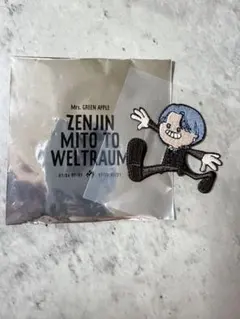 Mrs. GREEN APPLE
ZENJIN
MITO TO
WELTRAUM